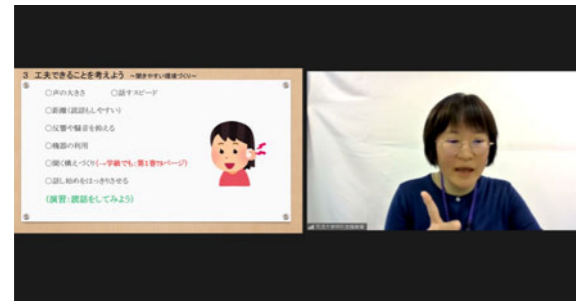 3 工夫できることを考えよう ～聞きやすい環境づくり～
○声の大きさ ○話すスピード
○距離(読話もしやすい)
○反響や騒音を抑える
○機器の利用
○聞く構えづくり(→学級でも:第1巻79ページ)
○話し始めをはっきりさせる
(演習:読話をしてみよう)